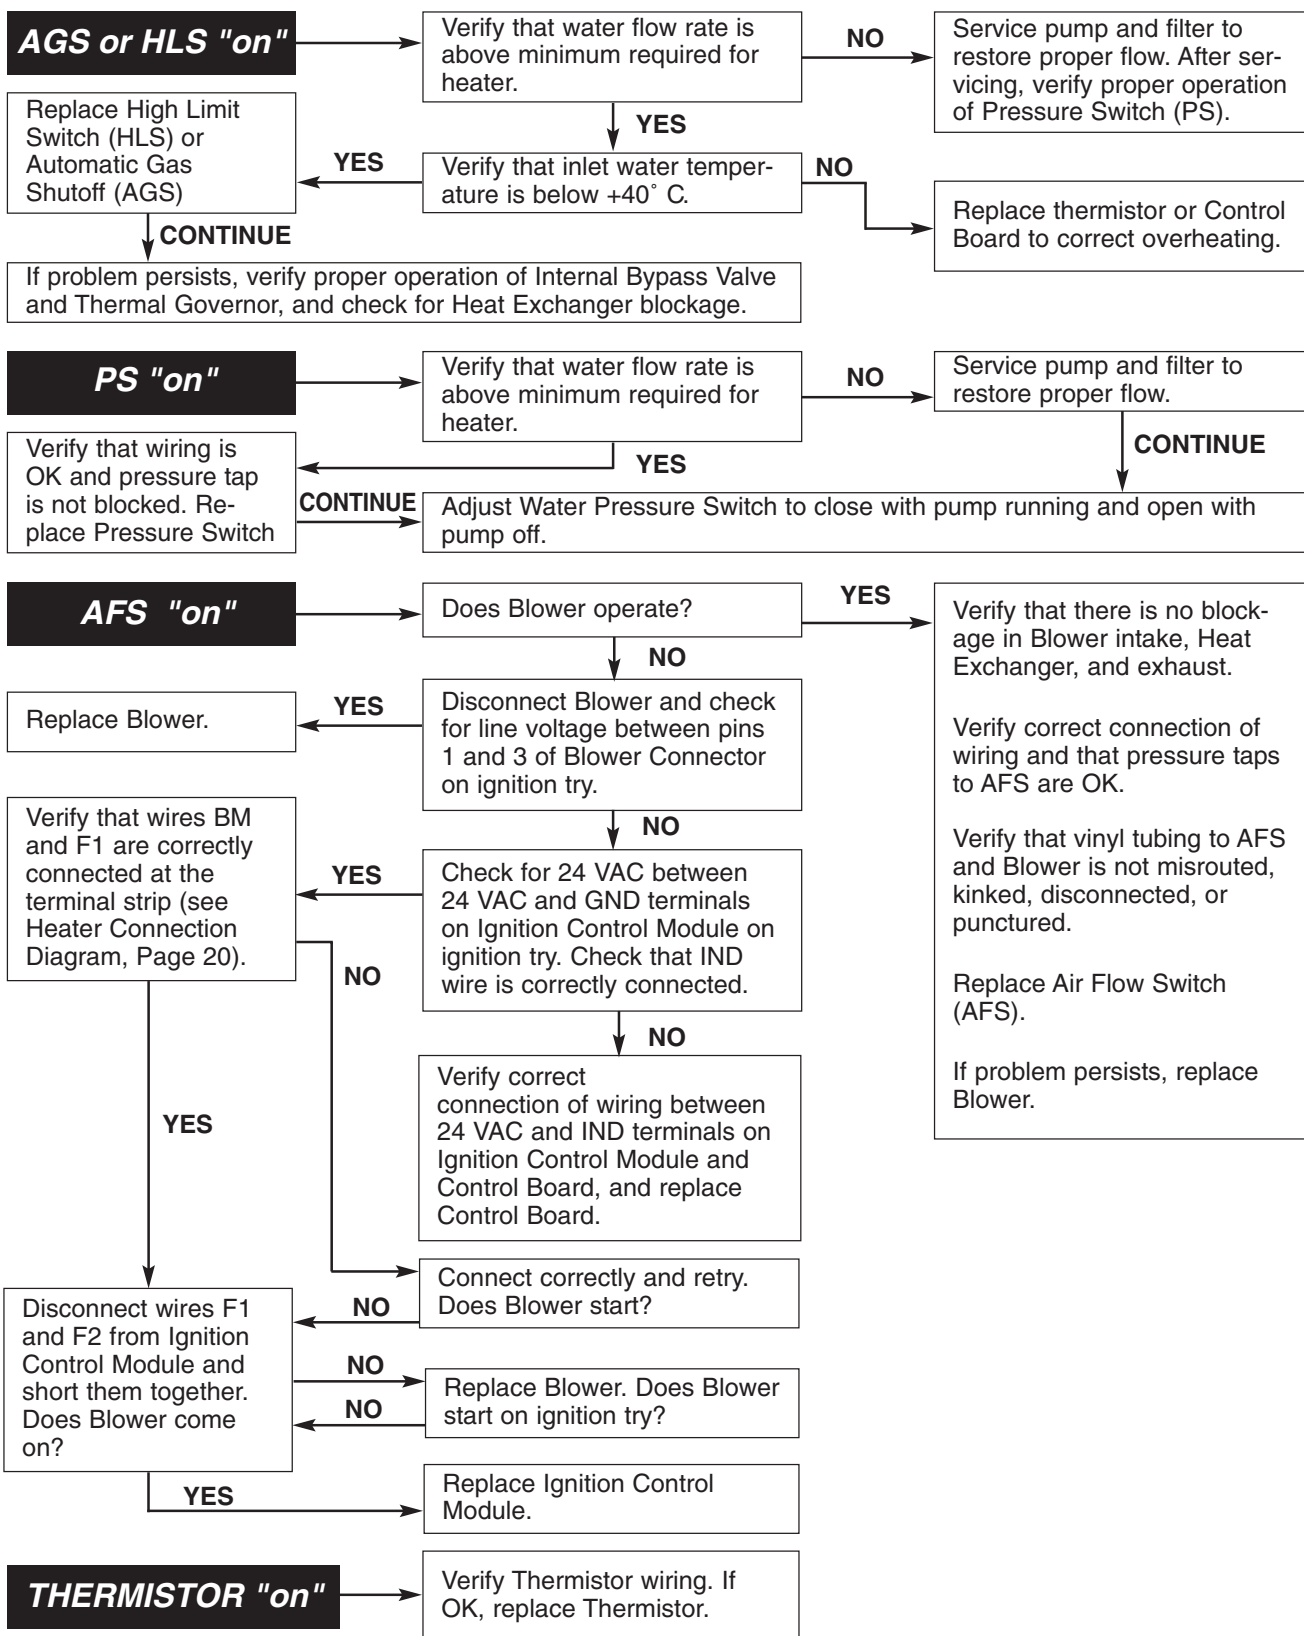 AGS or HLS "on"
Verify that water flow rate is
above minimum required for
heater.
NO
Service pump and filter to
restore proper flow. After ser-
vicing, verify proper operation
of Pressure Switch (PS).
YES
Verify that inlet water temper-
ature is below +40˚ C.
YES
Replace High Limit
Switch (HLS) or
Automatic Gas
Shutoff (AGS)
NO
Replace thermistor or Control
Board to correct overheating.
CONTINUE
If problem persists, verify proper operation of Internal Bypass Valve
and Thermal Governor, and check for Heat Exchanger blockage.
PS "on"
Verify that water flow rate is
above minimum required for
heater.
NO
Service pump and filter to
restore proper flow.
YES
Verify that wiring is
OK and pressure tap
is not blocked. Re-
place Pressure Switch
CONTINUE
CONTINUE
Adjust Water Pressure Switch to close with pump running and open with
pump off.
AFS "on"
Does Blower operate?
YES
Verify that there is no block-
age in Blower intake, Heat
Exchanger, and exhaust.
Verify correct connection of
wiring and that pressure taps
to AFS are OK.
Verify that vinyl tubing to AFS
and Blower is not misrouted,
kinked, disconnected, or
punctured.
Replace Air Flow Switch
(AFS).
If problem persists, replace
Blower.
NO
Disconnect Blower and check
for line voltage between pins
1 and 3 of Blower Connector
on ignition try.
YES
Replace Blower.
NO
Check for 24 VAC between
24 VAC and GND terminals
on Ignition Control Module on
ignition try. Check that IND
wire is correctly connected.
YES
Verify that wires BM
and F1 are correctly
connected at the
terminal strip (see
Heater Connection
Diagram, Page 20).
NO
NO
Verify correct
connection of wiring between
24 VAC and IND terminals on
Ignition Control Module and
Control Board, and replace
Control Board.
YES
Connect correctly and retry.
Does Blower start?
NO
Disconnect wires F1
and F2 from Ignition
Control Module and
short them together.
Does Blower come
on?
NO
Replace Blower. Does Blower
start on ignition try?
NO
YES
Replace Ignition Control
Module.
THERMISTOR "on"
Verify Thermistor wiring. If
OK, replace Thermistor.